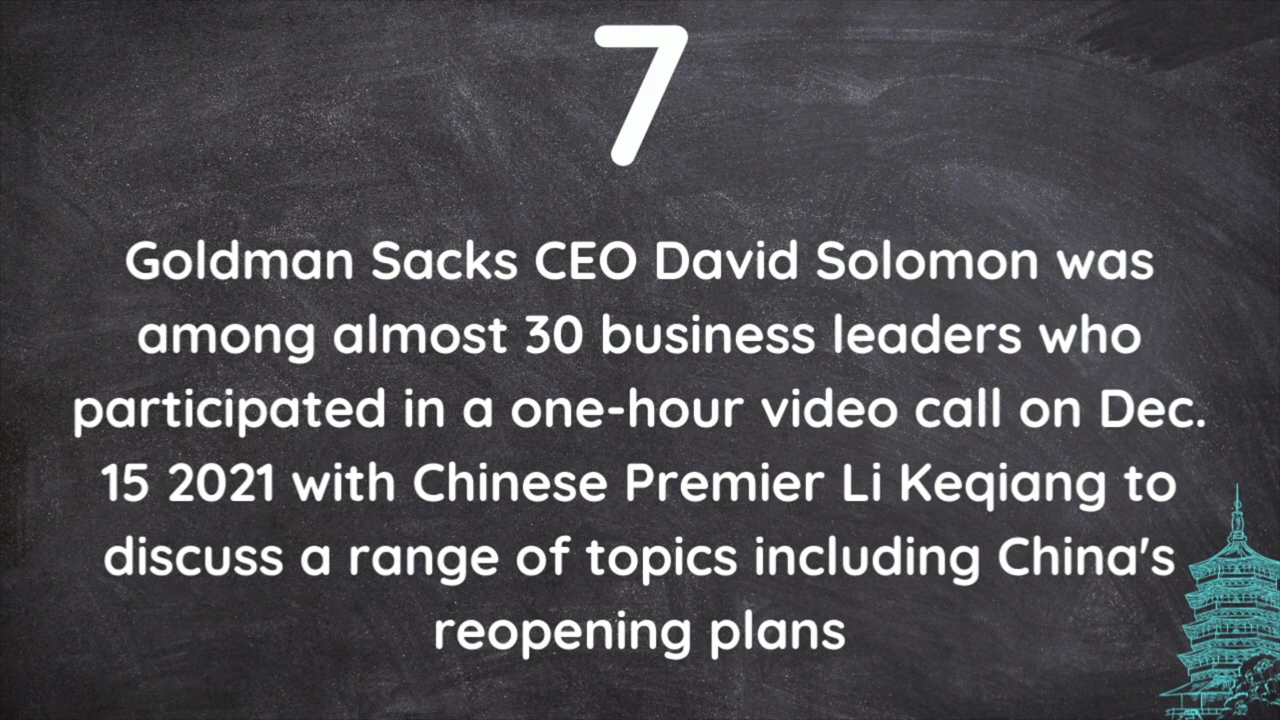 7
Goldman Sacks CEO David Solomon was
among almost 30 business leaders who
participated in a one-hour video call on Dec.
15 2021 with Chinese Premier Li Keqiang to
discuss a range of topics including China's
reopening plans